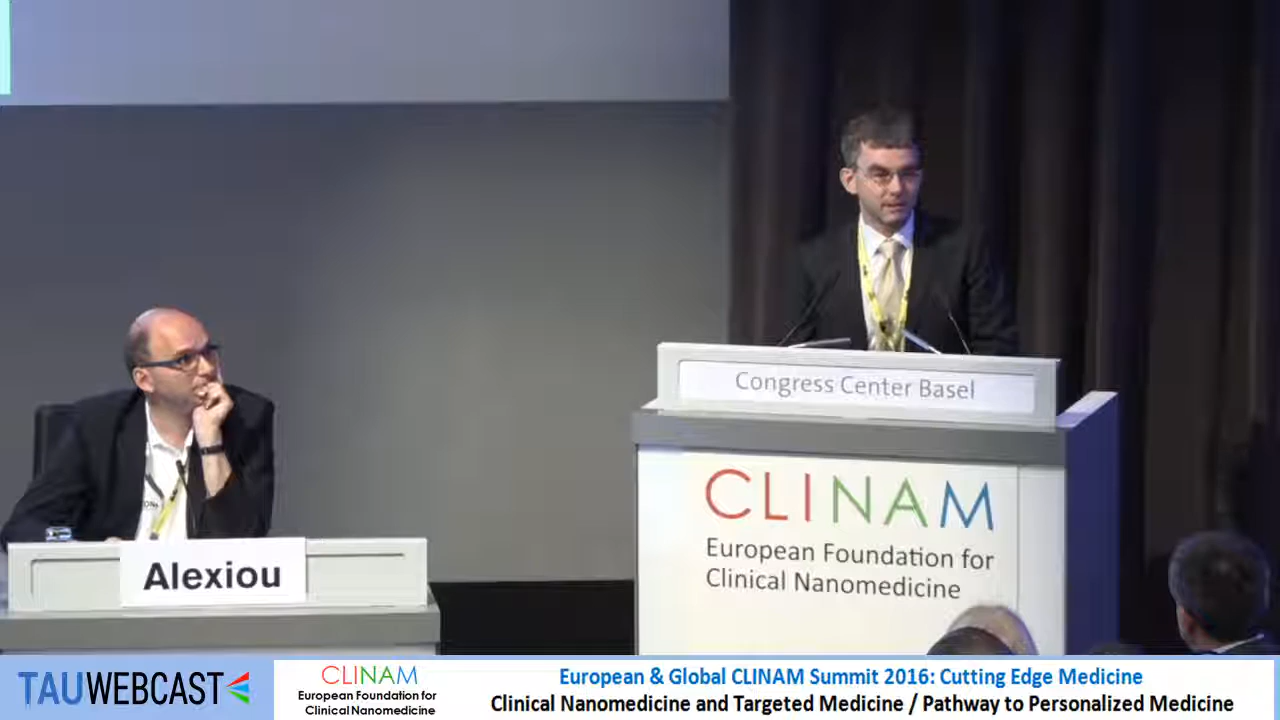 Congress Center Basel
CLINAM
European Foundation for
Clinical Nanomedicine
Alexiou
TAUWEBCAST
CLINAM
European Foundation for
Clinical Nanomedicine
European & Global CLINAM Summit 2016: Cutting Edge Medicine
Clinical Nanomedicine and Targeted Medicine / Pathway to Personalized Medicine